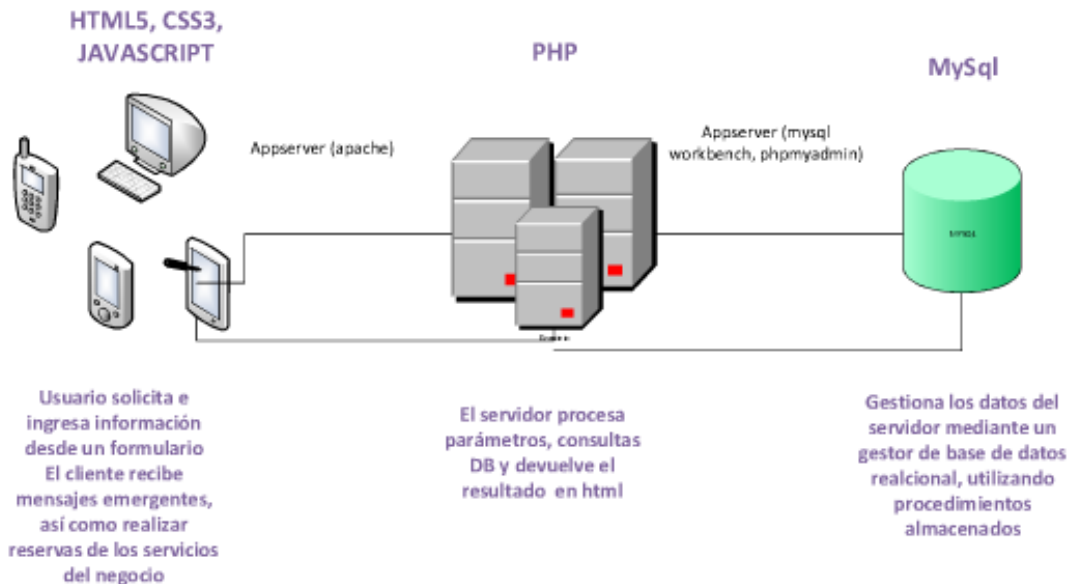 HTML5, CSS3,
JAVASCRIPT
PHP
MySql
Appserver (apache)
Appserver (mysql
workbench, phpmyadmin)
Usuario solicita e
ingresa información
desde un formulario
El cliente recibe
mensajes emergentes,
así como realizar
reservas de los servicios
del negocio
El servidor procesa
parámetros, consultas
DB y devuelve el
resultado en html
Gestiona los datos del
servidor mediante un
gestor de base de datos
realcional, utilizando
procedimientos
almacenados